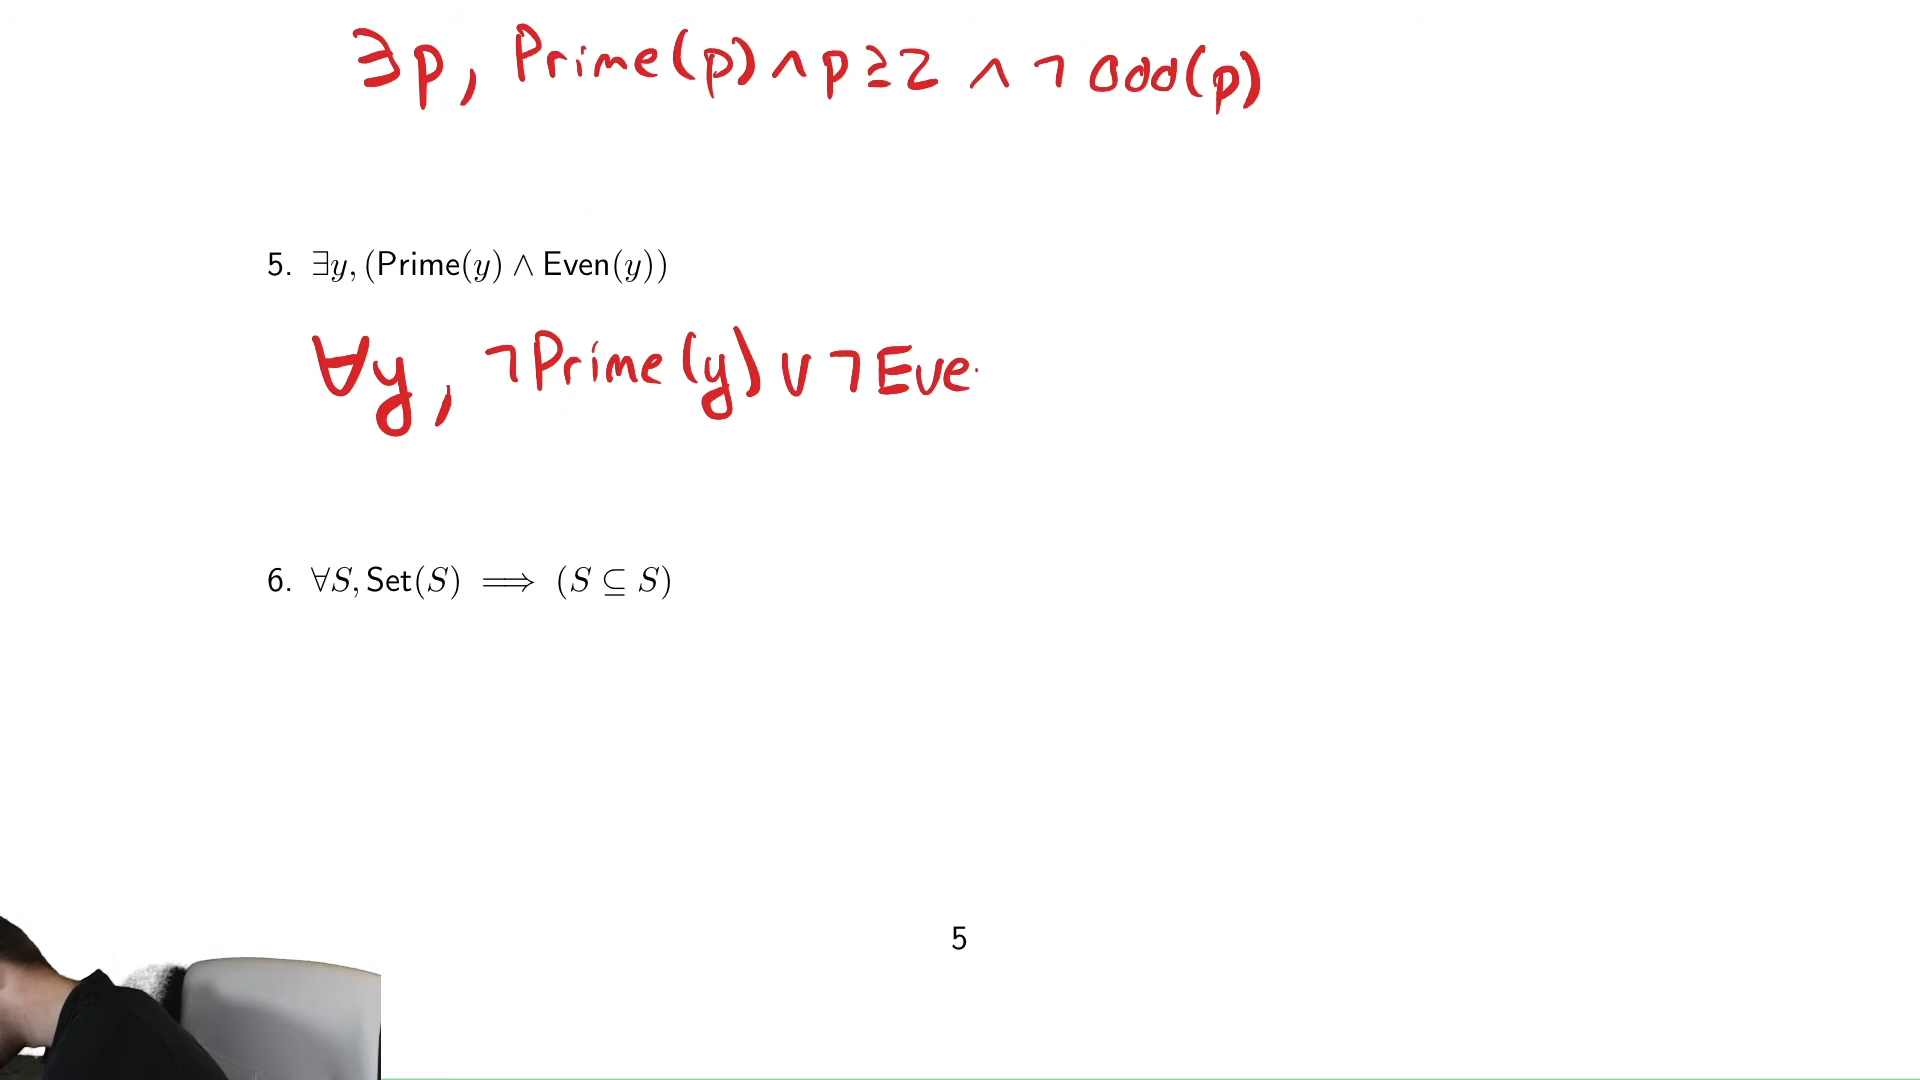 ∃p, Prime(p) ∧ p ≥ 2 ∧ ¬ Odd(p)
5. ∃y, (Prime(y) ∧ Even(y))
∀y, ¬Prime(y) ∨ ¬Eve
6. ∀S, Set(S) ⟹ (S ⊆ S)
5